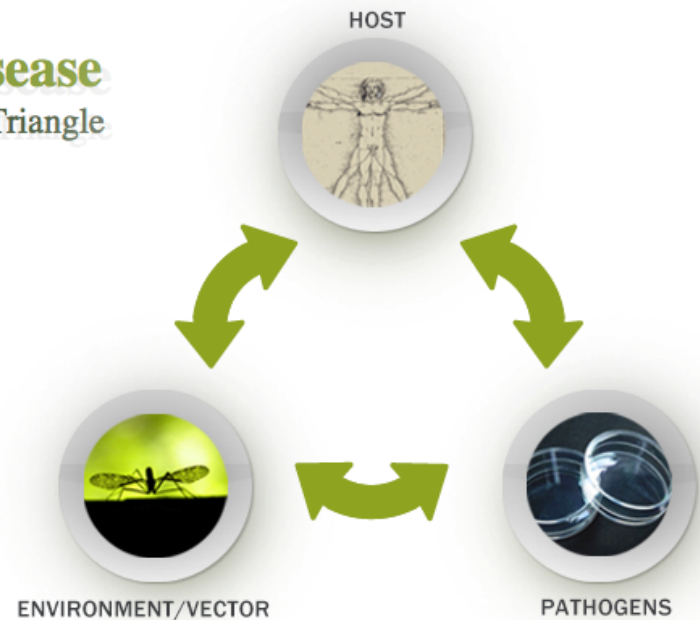 HOST
sease
Triangle
ENVIRONMENT/VECTOR
PATHOGENS